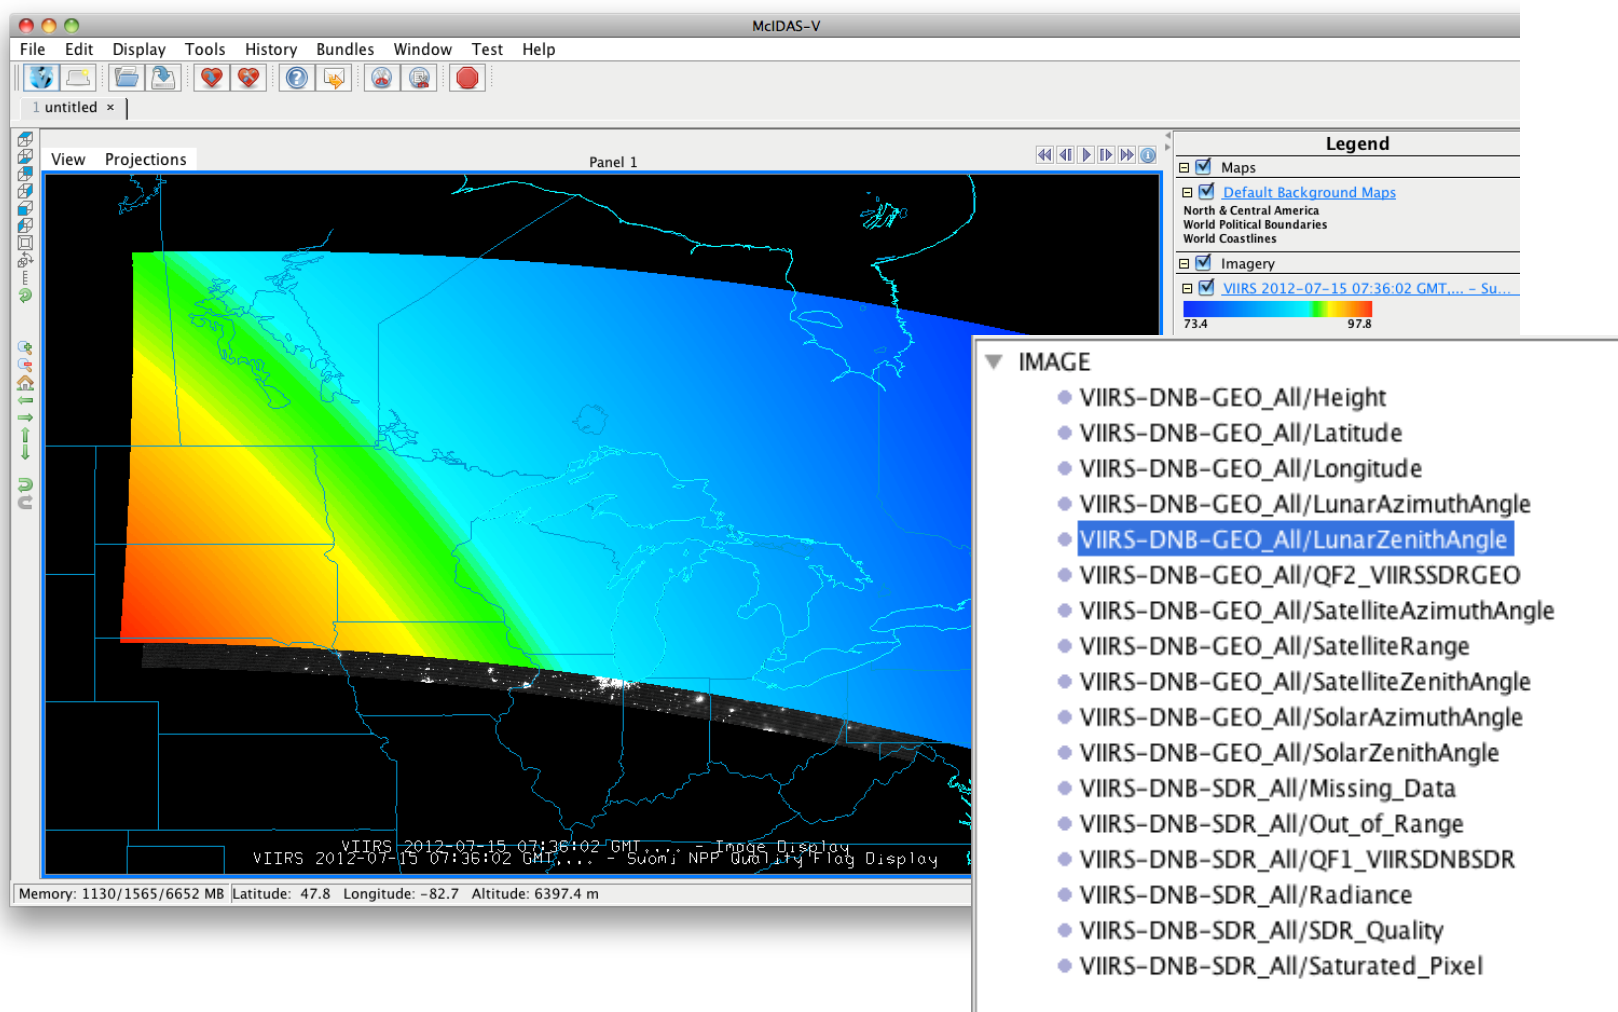 McIDAS-V
File Edit Display Tools History Bundles Window Test Help
1 untitled ×
View Projections
Panel 1
Legend
Maps
Default Background Maps
North & Central America
World Political Boundaries
World Coastlines
Imagery
VIIRS 2012-07-15 07:36:02 GMT,... - Su...
73.4 97.8
IMAGE
VIIRS-DNB-GEO_All/Height
VIIRS-DNB-GEO_All/Latitude
VIIRS-DNB-GEO_All/Longitude
VIIRS-DNB-GEO_All/LunarAzimuthAngle
VIIRS-DNB-GEO_All/LunarZenithAngle
VIIRS-DNB-GEO_All/QF2_VIIRSSDRGEO
VIIRS-DNB-GEO_All/SatelliteAzimuthAngle
VIIRS-DNB-GEO_All/SatelliteRange
VIIRS-DNB-GEO_All/SatelliteZenithAngle
VIIRS-DNB-GEO_All/SolarAzimuthAngle
VIIRS-DNB-GEO_All/SolarZenithAngle
VIIRS-DNB-SDR_All/Missing_Data
VIIRS-DNB-SDR_All/Out_of_Range
VIIRS-DNB-SDR_All/QF1_VIIRSDNBSDR
VIIRS-DNB-SDR_All/Radiance
VIIRS-DNB-SDR_All/SDR_Quality
VIIRS-DNB-SDR_All/Saturated_Pixel
VIIRS 2012-07-15 07:36:02 GMT,... - Image Display
VIIRS 2012-07-15 07:36:02 GMT,... - Suomi NPP Quality Flag Display
Memory: 1130/1565/6652 MB Latitude: 47.8 Longitude: -82.7 Altitude: 6397.4 m